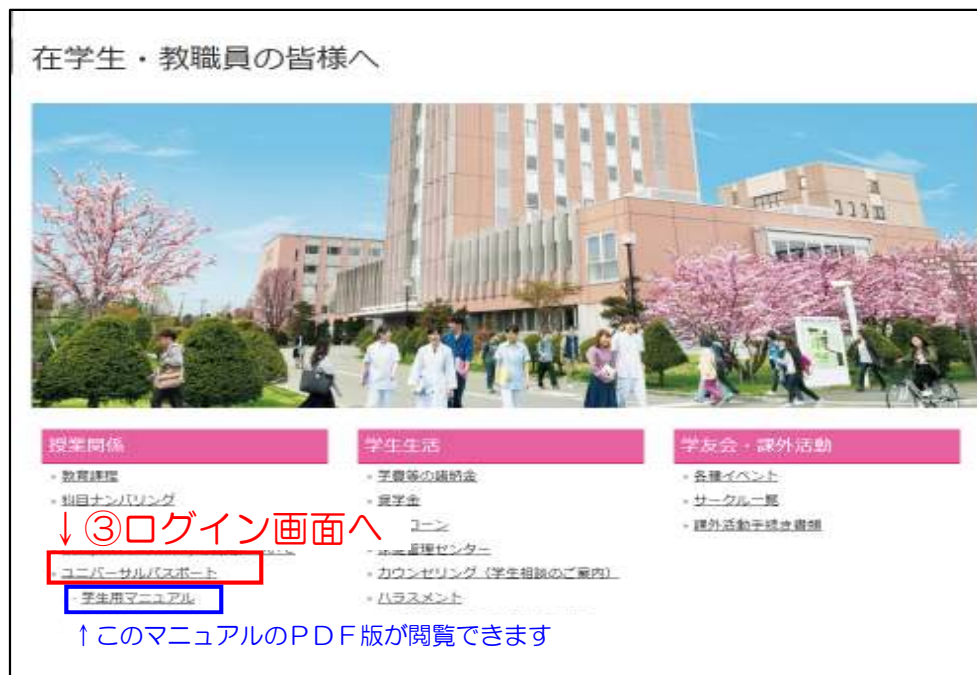 在学生・教職員の皆様へ
授業関係
・教育課程
・科目ナンバリング
↓③ログイン画面へ
・ユニバーサルパスポート
・学生用マニュアル
↑このマニュアルのPDF版が閲覧できます
学生生活
・学費等の諸納金
・奨学金
ローン
・カウンセリング(学生相談のご案内)
・ハラスメント
学友会・課外活動
・各種イベント
・サークル一覧
・課外活動手続き書類